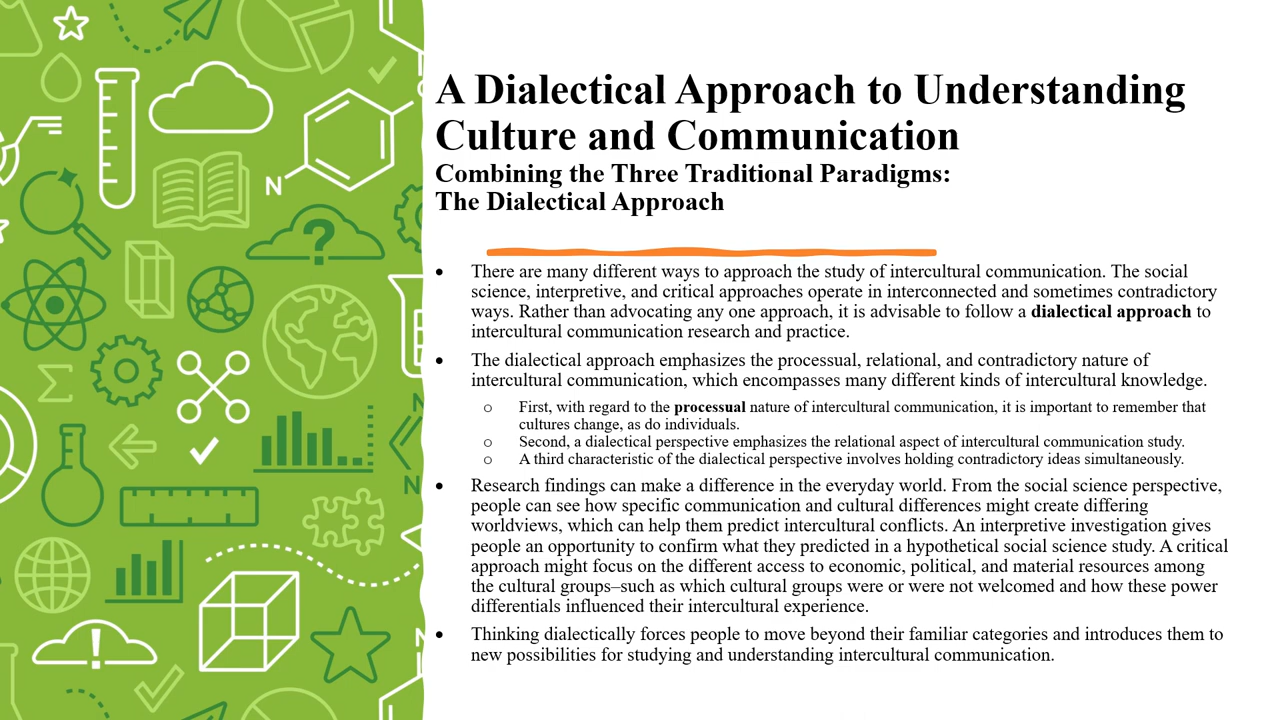 A Dialectical Approach to Understanding
Culture and Communication
Combining the Three Traditional Paradigms:
The Dialectical Approach
• There are many different ways to approach the study of intercultural communication. The social
science, interpretive, and critical approaches operate in interconnected and sometimes contradictory
ways. Rather than advocating any one approach, it is advisable to follow a dialectical approach to
intercultural communication research and practice.
• The dialectical approach emphasizes the processual, relational, and contradictory nature of
intercultural communication, which encompasses many different kinds of intercultural knowledge.
o First, with regard to the processual nature of intercultural communication, it is important to remember that
cultures change, as do individuals.
o Second, a dialectical perspective emphasizes the relational aspect of intercultural communication study.
o A third characteristic of the dialectical perspective involves holding contradictory ideas simultaneously.
• Research findings can make a difference in the everyday world. From the social science perspective,
people can see how specific communication and cultural differences might create differing
worldviews, which can help them predict intercultural conflicts. An interpretive investigation gives
people an opportunity to confirm what they predicted in a hypothetical social science study. A critical
approach might focus on the different access to economic, political, and material resources among
the cultural groups–such as which cultural groups were or were not welcomed and how these power
differentials influenced their intercultural experience.
• Thinking dialectically forces people to move beyond their familiar categories and introduces them to
new possibilities for studying and understanding intercultural communication.
N
?
Σ
N
N
!
N